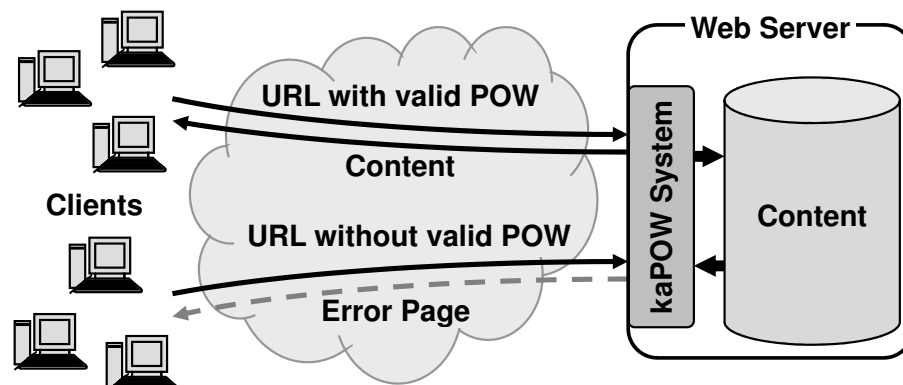 Web Server
URL with valid POW
Content
Clients
kaPOW System
Content
URL without valid POW
Error Page